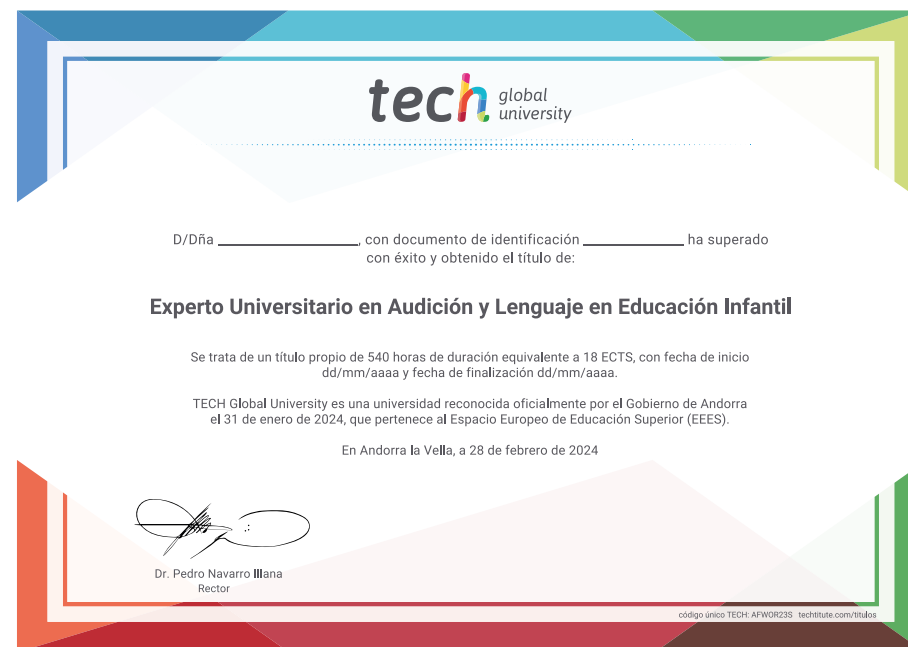 tech global university
D/Dña ________________, con documento de identificación ____________ ha superado
con éxito y obtenido el título de:
Experto Universitario en Audición y Lenguaje en Educación Infantil
Se trata de un título propio de 540 horas de duración equivalente a 18 ECTS, con fecha de inicio
dd/mm/aaaa y fecha de finalización dd/mm/aaaa.
TECH Global University es una universidad reconocida oficialmente por el Gobierno de Andorra
el 31 de enero de 2024, que pertenece al Espacio Europeo de Educación Superior (EEES).
En Andorra la Vella, a 28 de febrero de 2024
Dr. Pedro Navarro Illana
Rector
código único TECH: AFWOR23S techtitute.com/titulos